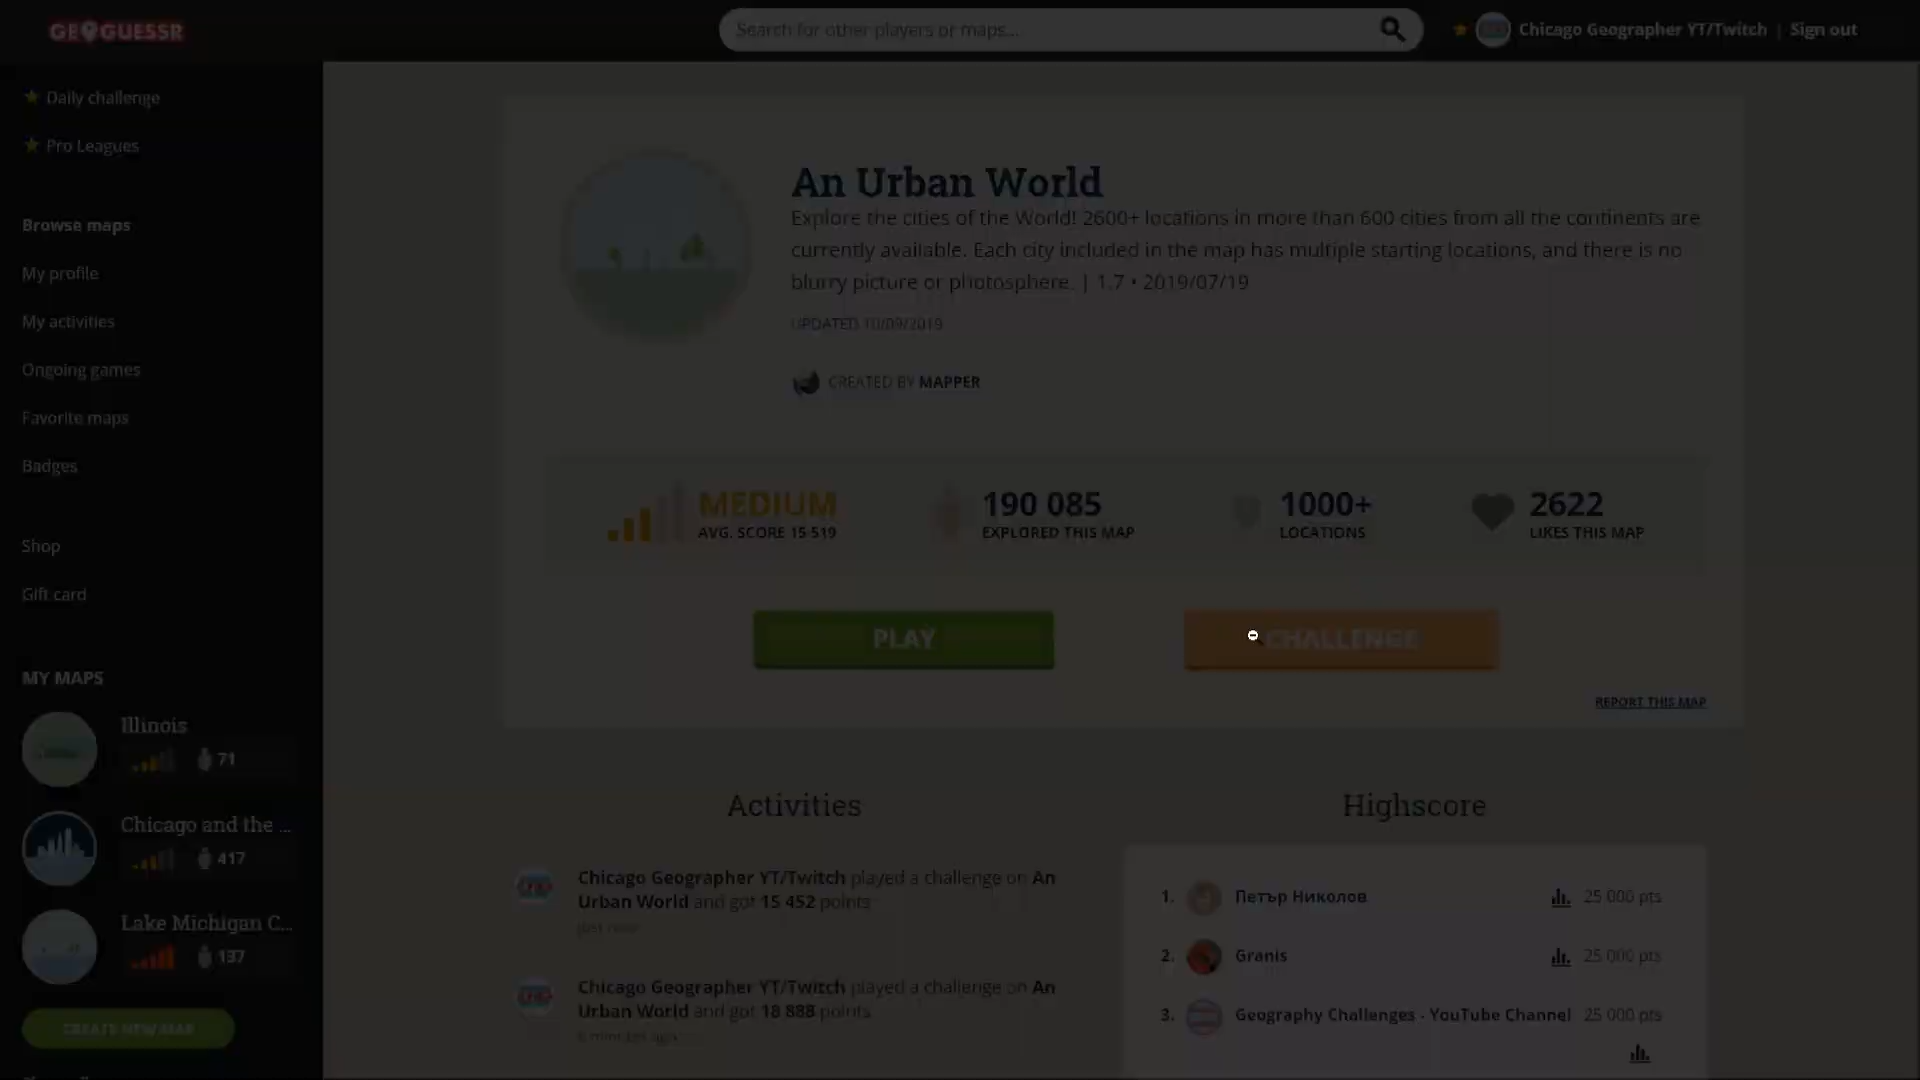 GEOGUESSR
Search for other players or maps...
Chicago Geographer YT/Twitch | Sign out
Daily challenge
Pro Leagues
Browse maps
My profile
My activities
Ongoing games
Favorite maps
Badges
Shop
Gift card
MY MAPS
Illinois
71
Chicago and the ...
417
Lake Michigan C...
137
CREATE NEW MAP
An Urban World
Explore the cities of the World! 2600+ locations in more than 600 cities from all the continents are
currently available. Each city included in the map has multiple starting locations, and there is no
blurry picture or photosphere. | 1.7 • 2019/07/19
UPDATED 10/09/2019
CREATED BY MAPPER
MEDIUM
AVG. SCORE 15 519
190 085
EXPLORED THIS MAP
1000+
LOCATIONS
2622
LIKES THIS MAP
PLAY
CHALLENGE
REPORT THIS MAP
Activities
Chicago Geographer YT/Twitch played a challenge on An
Urban World and got 15 452 points
just now
Chicago Geographer YT/Twitch played a challenge on An
Urban World and got 18 888 points
minutes ago
Highscore
1. Петър Николов 25 000 pts
2. Granis 25 000 pts
3. Geography Challenges - YouTube Channel 25 000 pts